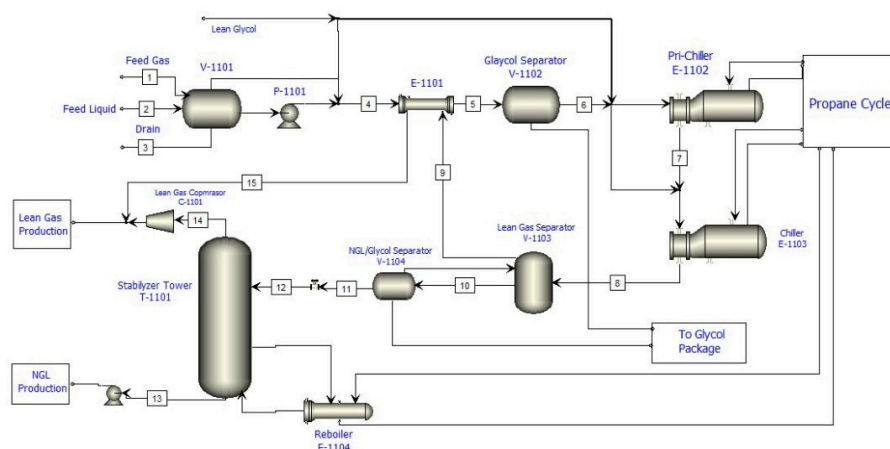 Lean Glycol
Feed Gas
1
V-1101
Feed Liquid
2
P-1101
Drain
3
4
E-1101
5
Glaycol Separator
V-1102
6
Pri-Chiller
E-1102
Propane Cycle
7
15
9
Lean Gas Copmrasor
C-1101
14
Lean Gas
Production
Lean Gas Separator
V-1103
Chiller
E-1103
NGL/Glycol Separator
V-1104
Stabilyzer Tower
T-1101
12
11
10
8
To Glycol
Package
NGL
Production
13
Reboiler
E-1104